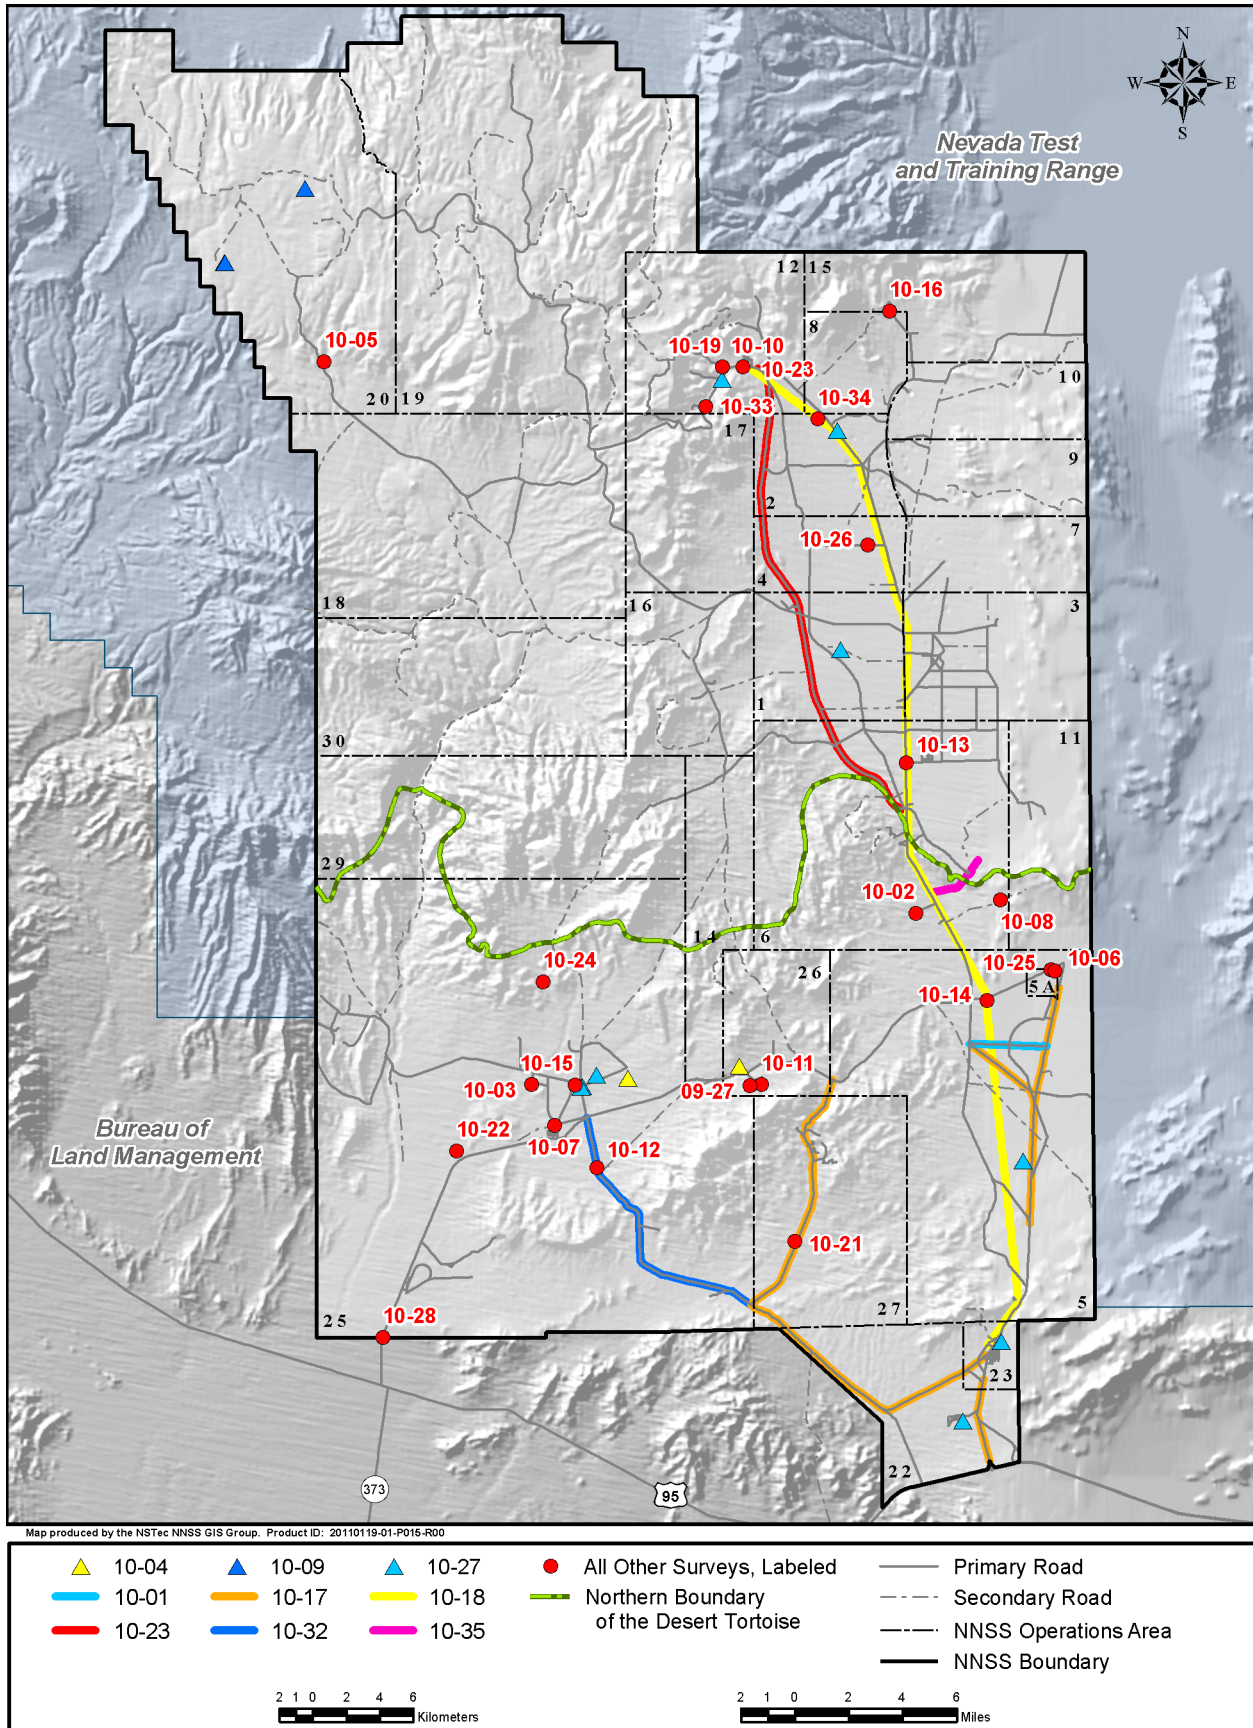 N
W
E
S
Nevada Test
and Training Range
12
15
10-16
8
10-05
10-19
10-10
10-23
10
20
19
10-33
10-34
17
9
2
7
10-26
4
18
16
3
1
30
10-13
11
29
10-02
10-08
14
6
10-24
26
10-25
10-06
5A
10-14
10-15
10-11
10-03
09-27
Bureau of
Land Management
10-22
10-07
10-12
10-21
25
10-28
27
5
23
22
373
95
Map produced by the NSTec NNSS GIS Group. Product ID: 20110119-01-P015-R00
10-04
10-09
10-27
All Other Surveys, Labeled
Primary Road
10-01
10-17
10-18
Northern Boundary
of the Desert Tortoise
Secondary Road
10-23
10-32
10-35
NNSS Operations Area
NNSS Boundary
2 1 0 2 4 6
Kilometers
2 1 0 2 4 6
Miles